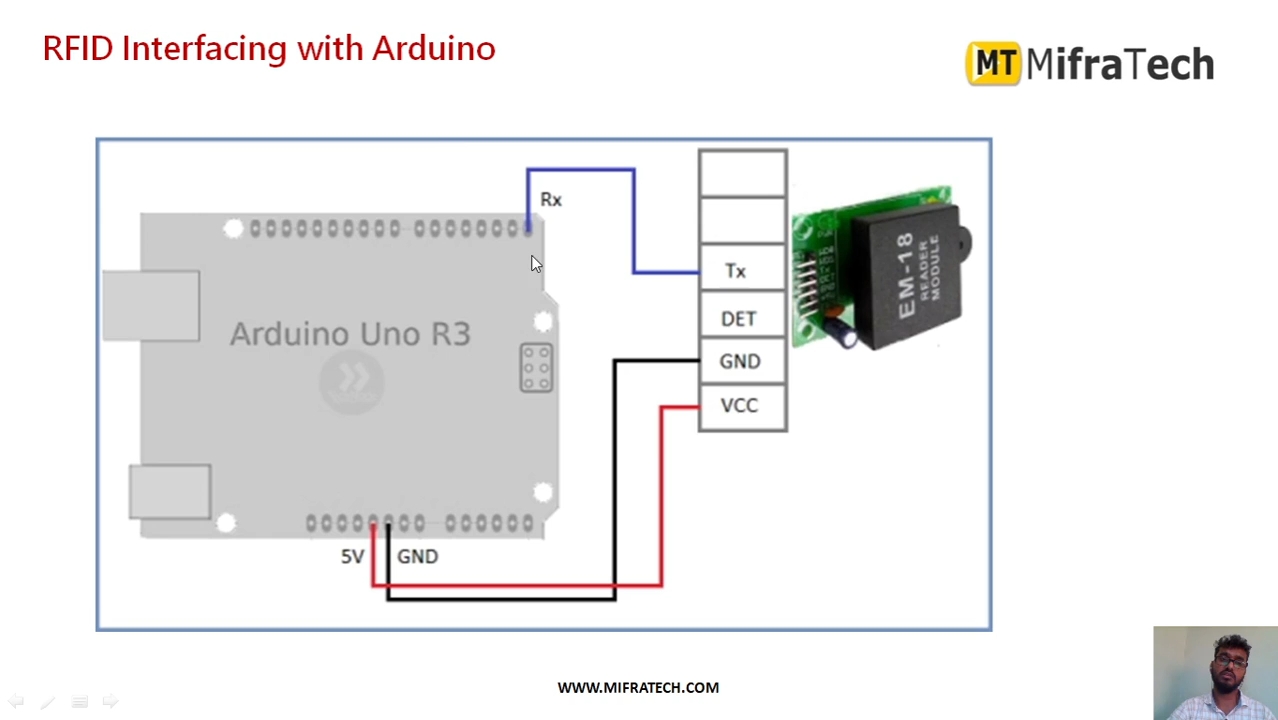 RFID Interfacing with Arduino
MT MifraTech
Rx
Tx
DET
GND
VCC
EM-18
READER
MODULE
Arduino Uno R3
5V GND
WWW.MIFRATECH.COM